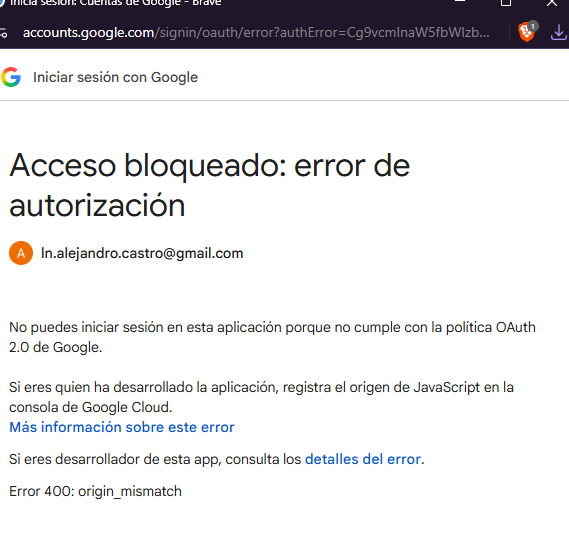 Inicia sesión: Cuentas de Google - Brave
accounts.google.com/signin/oauth/error?authError=Cg9vcmlnaW5fbWlzb...
1
G Iniciar sesión con Google
Acceso bloqueado: error de
autorización
A ln.alejandro.castro@gmail.com
No puedes iniciar sesión en esta aplicación porque no cumple con la política OAuth
2.0 de Google.
Si eres quien ha desarrollado la aplicación, registra el origen de JavaScript en la
consola de Google Cloud.
Más información sobre este error
Si eres desarrollador de esta app, consulta los detalles del error.
Error 400: origin_mismatch